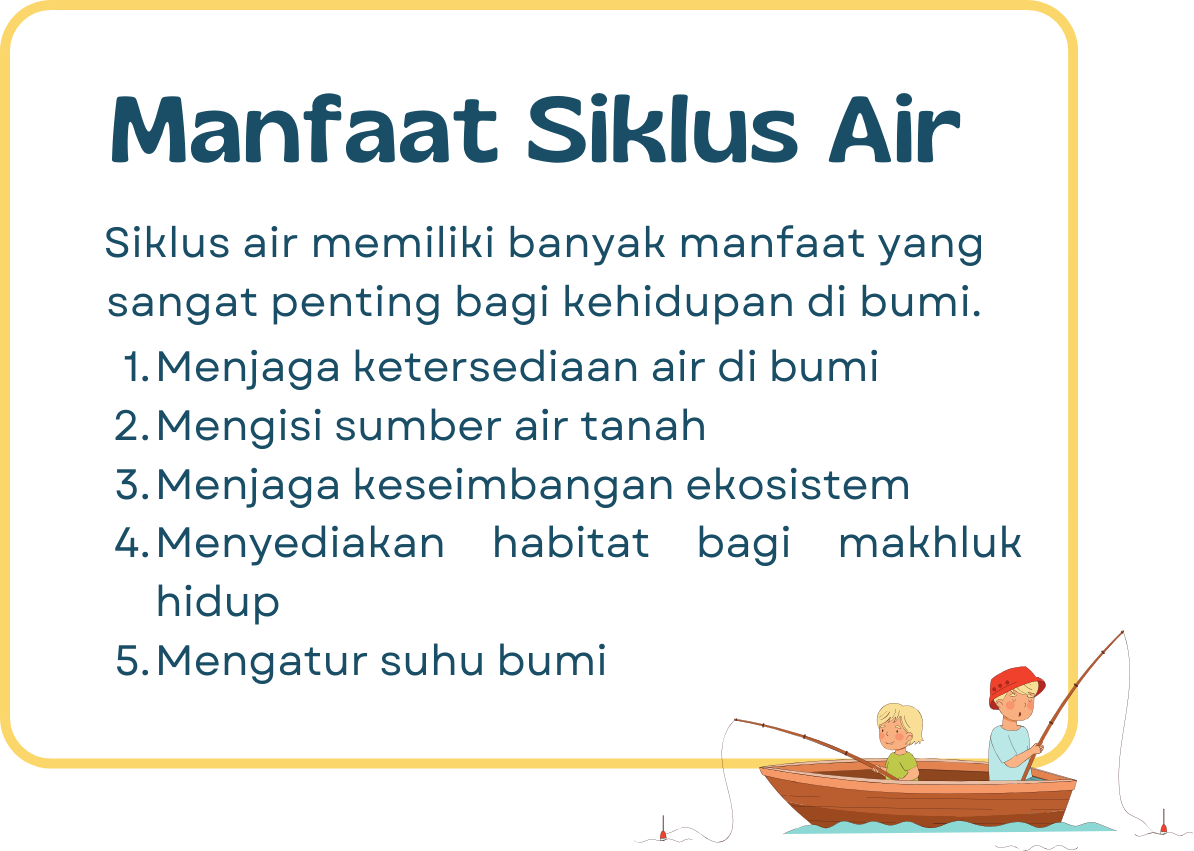 Manfaat Siklus Air
Siklus air memiliki banyak manfaat yang
sangat penting bagi kehidupan di bumi.
1. Menjaga ketersediaan air di bumi
2. Mengisi sumber air tanah
3. Menjaga keseimbangan ekosistem
4. Menyediakan habitat bagi makhluk
hidup
5. Mengatur suhu bumi